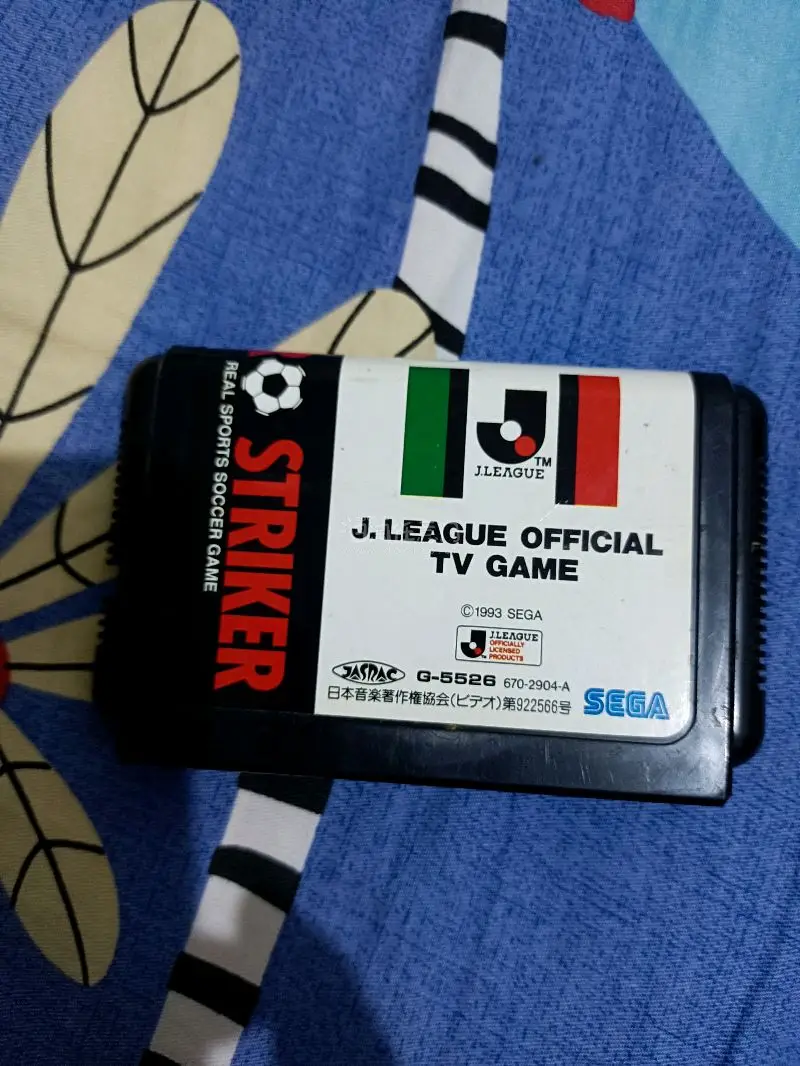 STRIKER
REAL SPORTS SOCCER GAME
J.LEAGUE
TM
J. LEAGUE OFFICIAL
TV GAME
©1993 SEGA
J.LEAGUE
OFFICIALLY
LICENSED
PRODUCTS
JASRAC G-5526 670-2904-A
日本音楽著作権協会(ビデオ)第922566号
SEGA